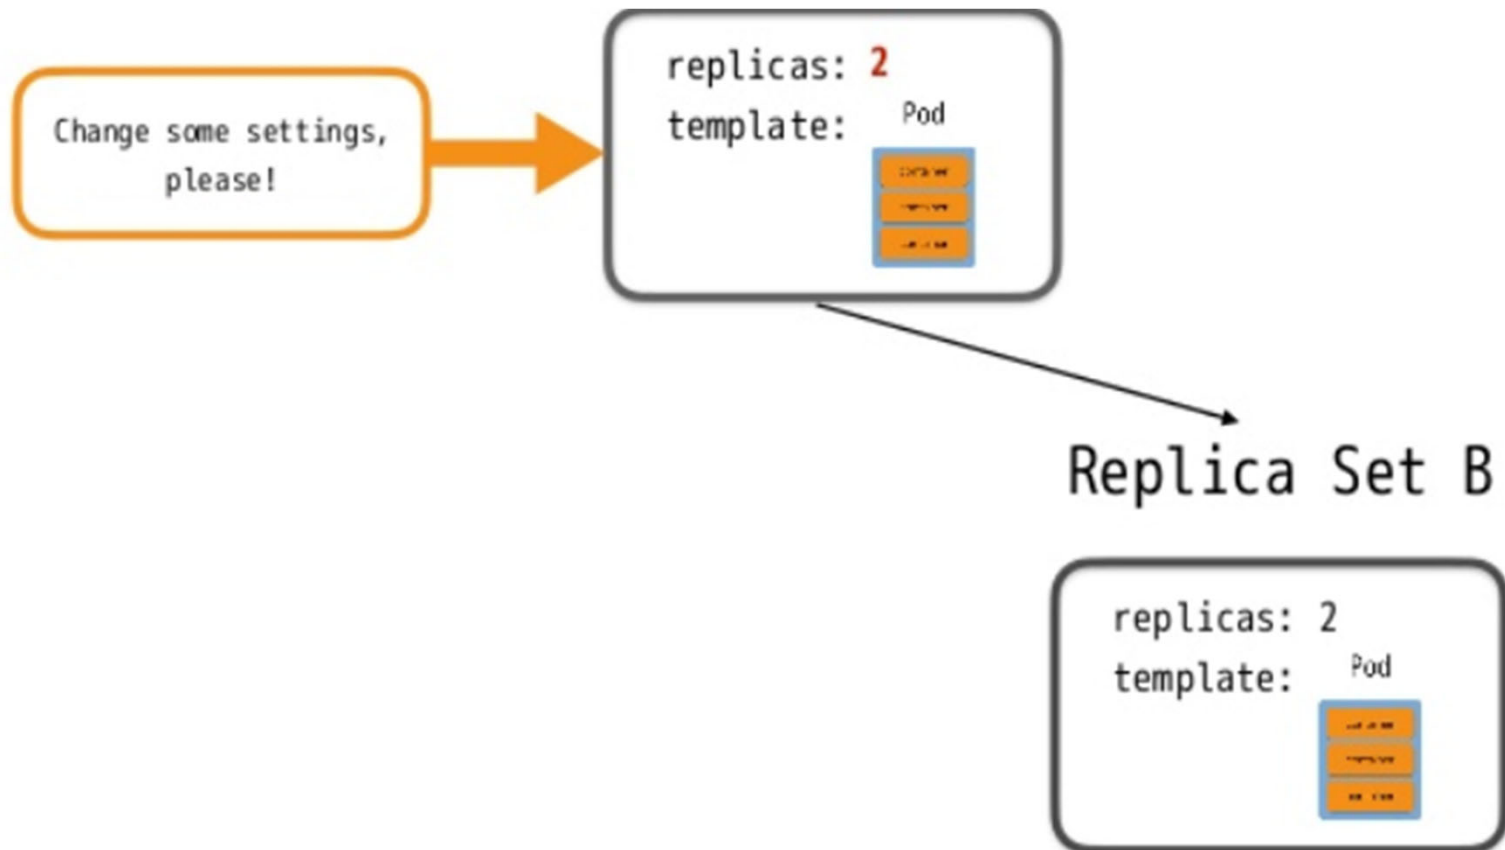 Change some settings,
please!
replicas: 2
template:
Pod
Replica Set B
replicas: 2
template:
Pod